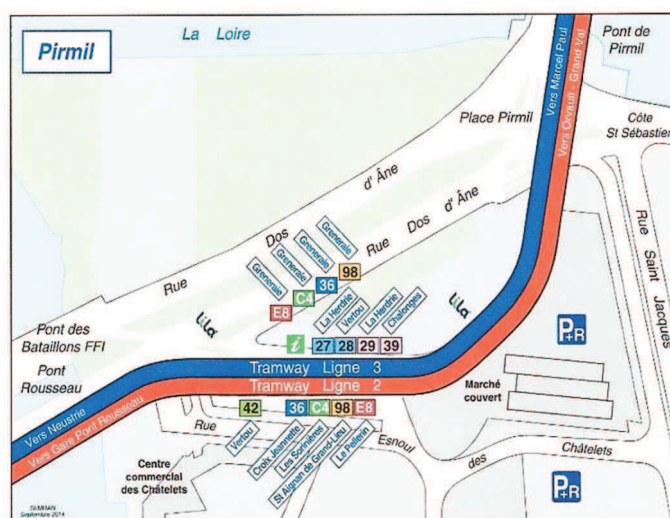 Pirmil
La Loire
Pont de
Pirmil
Vers Marcel Paul
Vers Orvault - Grand Val
Place Pirmil
Côte
St Sébastien
Rue Dos d' Âne
Rue Dos d' Âne
Rue Saint Jacques
Greneraie
Greneraie
Greneraie
Greneraie
E8
C4
36
98
lila
lila
La Herdrie
Vertou
La Herdrie
Chalonges
i
27
28
29
39
Pont des
Bataillons FFI
Pont
Rousseau
Tramway Ligne 3
Tramway Ligne 2
Vers Neustrie
Vers Gare Pont Rousseau
P+R
Marché
couvert
42
36
C4
98
E8
Vertou
Croix Jeannette
Les Sorinières
St Aignan de Grand-Lieu
Le Pellerin
Rue Esnoul des Châtelets
Centre
commercial
des Châtelets
P+R
SEMITAN
Septembre 2014